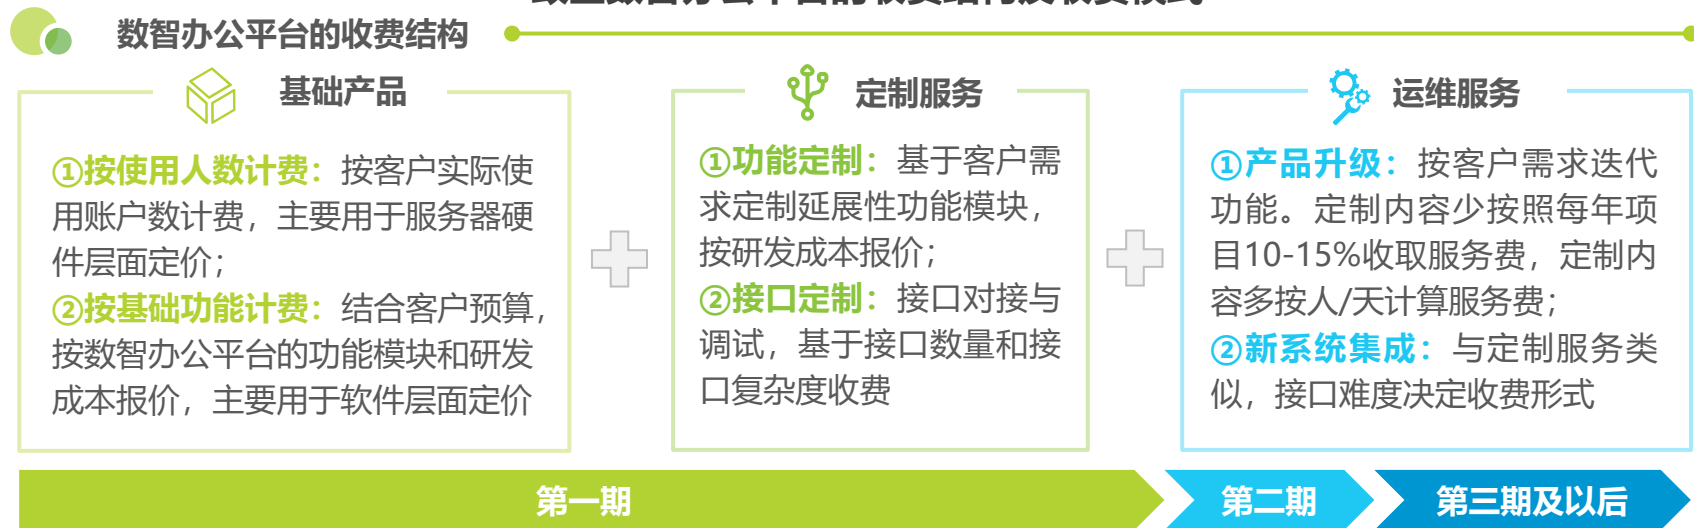 数智办公平台的收费结构
基础产品
①按使用人数计费：按客户实际使
用账户数计费，主要用于服务器硬
件层面定价；
②按基础功能计费：结合客户预算，
按数智办公平台的功能模块和研发
成本报价，主要用于软件层面定价
定制服务
①功能定制：基于客户需
求定制延展性功能模块，
按研发成本报价；
②接口定制：接口对接与
调试，基于接口数量和接
口复杂度收费
运维服务
①产品升级：按客户需求迭代
功能。定制内容少按照每年项
目10-15%收取服务费，定制内
容多按人/天计算服务费；
②新系统集成：与定制服务类
似，接口难度决定收费形式
第一期
第二期
第三期及以后